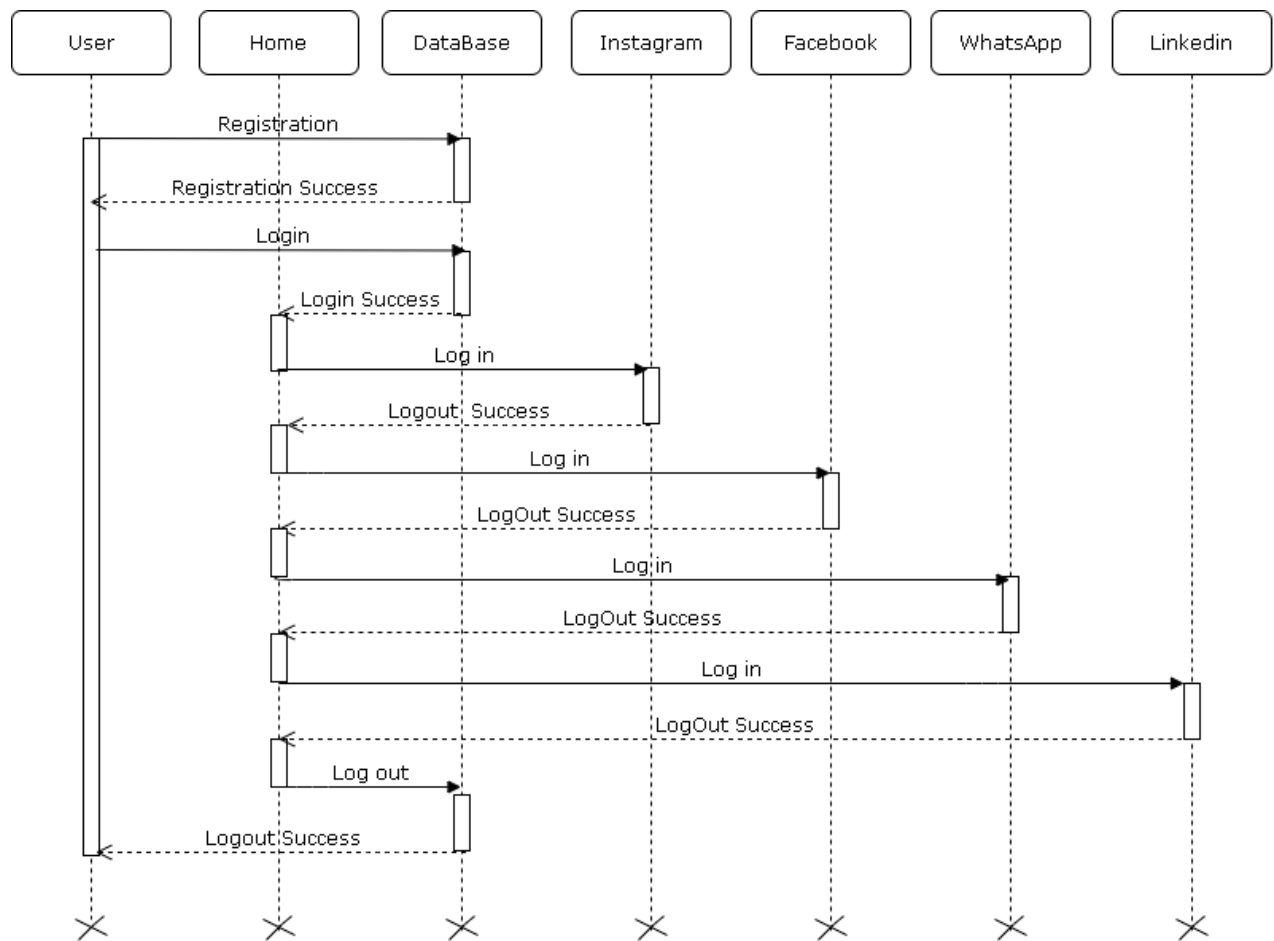 User
Home
DataBase
Instagram
Facebook
WhatsApp
Linkedin
Registration
Registration Success
Login
Login Success
Log in
Logout  Success
Log in
LogOut Success
Log in
LogOut Success
Log in
LogOut Success
Log out
Logout Success